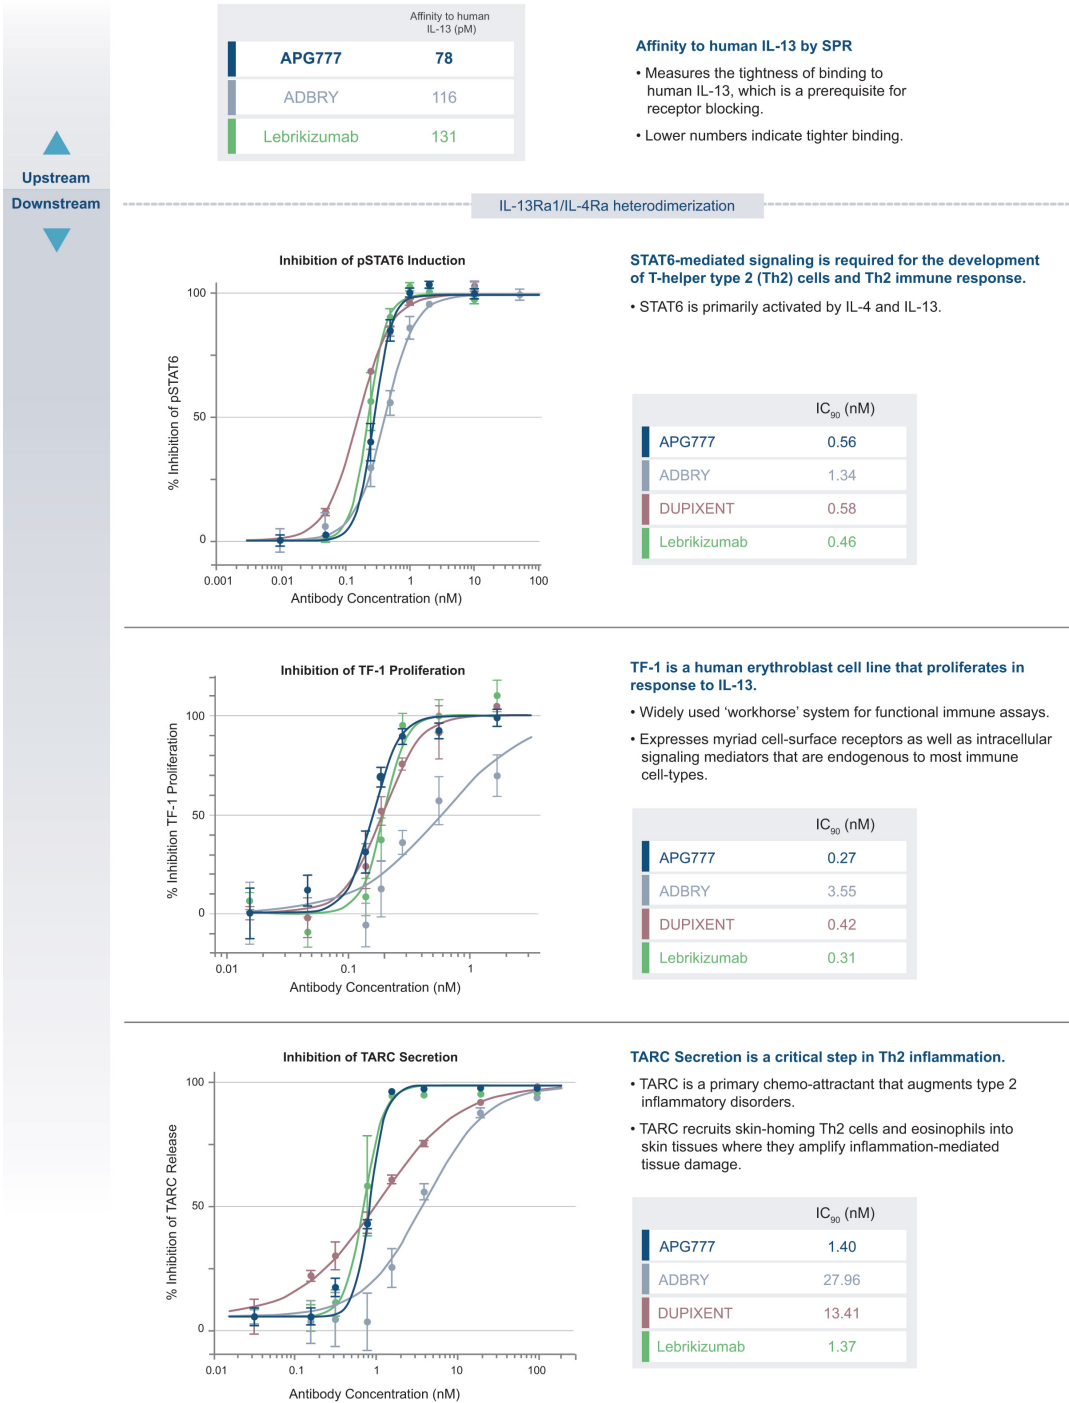 Affinity to human
IL-13 (pM)
APG777 78
ADBRY 116
Lebrikizumab 131
Affinity to human IL-13 by SPR
• Measures the tightness of binding to
human IL-13, which is a prerequisite for
receptor blocking.
• Lower numbers indicate tighter binding.
Upstream
Downstream
IL-13Ra1/IL-4Ra heterodimerization
Inhibition of pSTAT6 Induction
% Inhibition of pSTAT6
100
50
0
0.001 0.01 0.1 1 10 100
Antibody Concentration (nM)
STAT6-mediated signaling is required for the development
of T-helper type 2 (Th2) cells and Th2 immune response.
• STAT6 is primarily activated by IL-4 and IL-13.
IC90 (nM)
APG777 0.56
ADBRY 1.34
DUPIXENT 0.58
Lebrikizumab 0.46
Inhibition of TF-1 Proliferation
% Inhibition TF-1 Proliferation
100
50
0
0.01 0.1 1
Antibody Concentration (nM)
TF-1 is a human erythroblast cell line that proliferates in
response to IL-13.
• Widely used ‘workhorse’ system for functional immune assays.
• Expresses myriad cell-surface receptors as well as intracellular
signaling mediators that are endogenous to most immune
cell-types.
IC90 (nM)
APG777 0.27
ADBRY 3.55
DUPIXENT 0.42
Lebrikizumab 0.31
Inhibition of TARC Secretion
% Inhibition of TARC Release
100
50
0
0.01 0.1 1 10 100
Antibody Concentration (nM)
TARC Secretion is a critical step in Th2 inflammation.
• TARC is a primary chemo-attractant that augments type 2
inflammatory disorders.
• TARC recruits skin-homing Th2 cells and eosinophils into
skin tissues where they amplify inflammation-mediated
tissue damage.
IC90 (nM)
APG777 1.40
ADBRY 27.96
DUPIXENT 13.41
Lebrikizumab 1.37